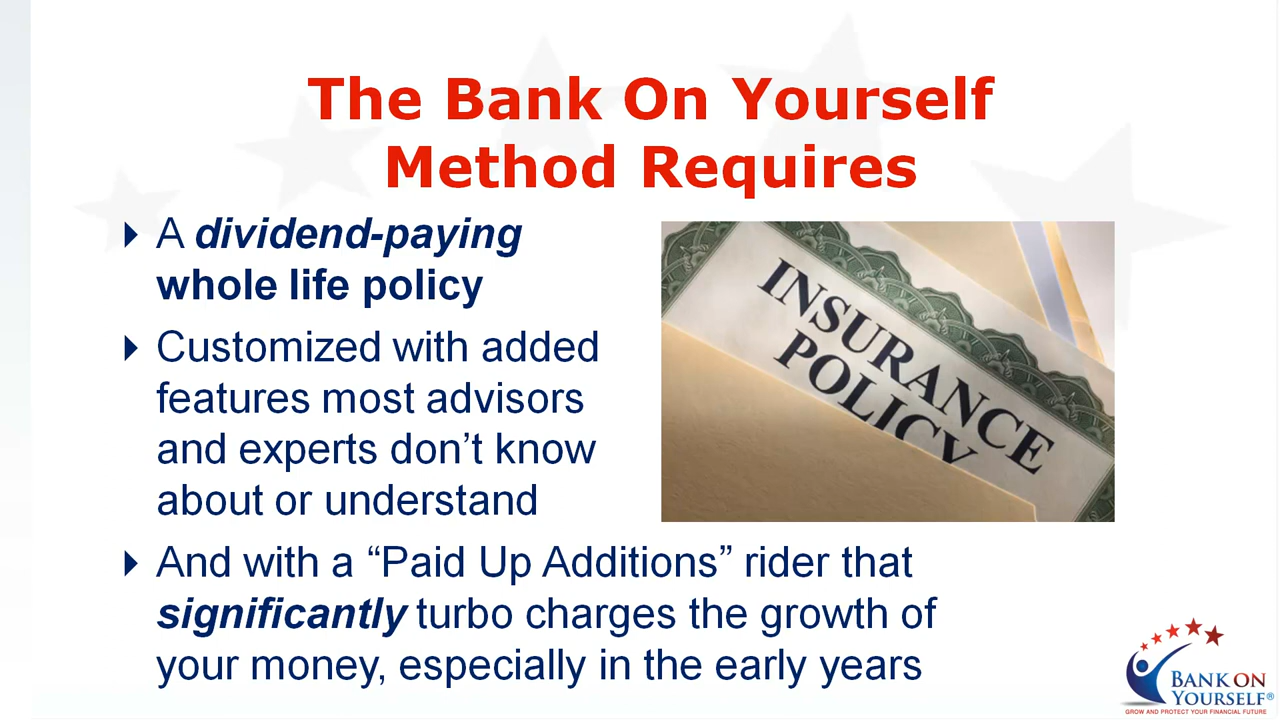 The Bank On Yourself
Method Requires
A dividend-paying
whole life policy
Customized with added
features most advisors
and experts don’t know
about or understand
And with a “Paid Up Additions” rider that
significantly turbo charges the growth of
your money, especially in the early years
INSURANCE
POLICY
BANK ON
YOURSELF®
GROW AND PROTECT YOUR FINANCIAL FUTURE